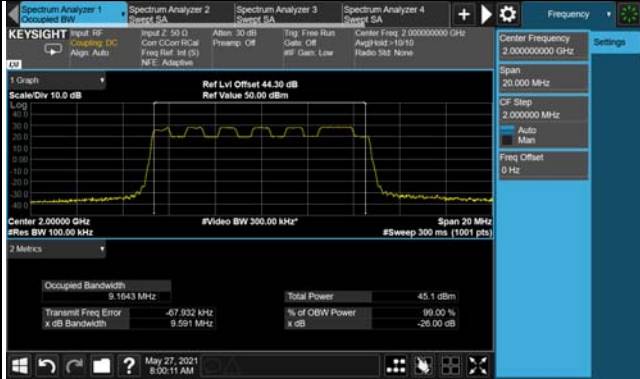 Spectrum Analyzer 1
Occupied BW
Spectrum Analyzer 2
Swept SA
Spectrum Analyzer 3
Swept SA
Spectrum Analyzer 4
Swept SA
Frequency
KEYSIGHT
Input: RF
Coupling: DC
Align: Auto
Input Z: 50 Ω
Corr CCorr RCal
Freq Ref: Int (S)
NFE: Adaptive
Atten: 30 dB
Preamp: Off
Trig: Free Run
Gate: Off
#IF Gain: Low
Center Freq: 2.000000000 GHz
Avg|Hold:>10/10
Radio Std: None
LXI
Center Frequency
2.000000000 GHz
Settings
Span
20.000 MHz
CF Step
2.000000 MHz
Auto
Man
Freq Offset
0 Hz
1 Graph
Scale/Div 10.0 dB
Ref Lvl Offset 44.30 dB
Ref Value 50.00 dBm
Log
40.0
30.0
20.0
10.0
0.00
-10.0
-20.0
-30.0
-40.0
Center 2.00000 GHz
#Res BW 100.00 kHz
#Video BW 300.00 kHz*
Span 20 MHz
#Sweep 300 ms (1001 pts)
2 Metrics
Occupied Bandwidth
9.1643 MHz
Transmit Freq Error -67.932 kHz
x dB Bandwidth 9.591 MHz
Total Power 45.1 dBm
% of OBW Power 99.00 %
x dB -26.00 dB
?
May 27, 2021
8:00:11 AM